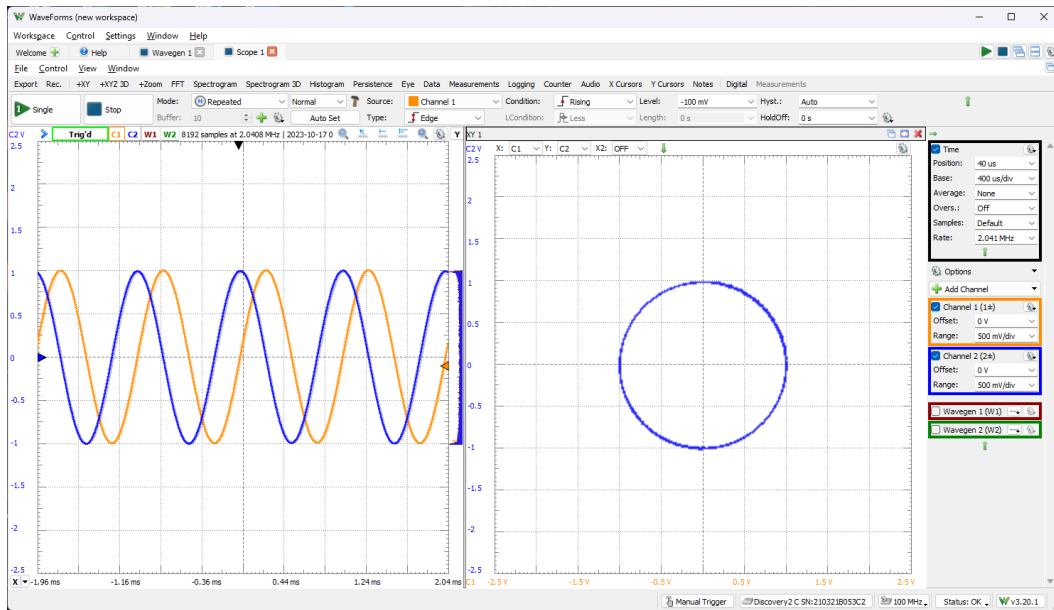 WaveForms (new workspace)
Workspace Control Settings Window Help
Welcome Help Wavegen 1 Scope 1
File Control View Window
Export Rec. +XY +XYZ 3D +Zoom FFT Spectrogram Spectrogram 3D Histogram Persistence Eye Data Measurements Logging Counter Audio X Cursors Y Cursors Notes Digital Measurements
Single Stop Mode: Repeated Normal Source: Channel 1 Condition: Rising Level: -100 mV Hyst.: Auto
Buffer: 10 Auto Set Type: Edge LCondition: Less Length: 0 s HoldOff: 0 s
C2 V Trig'd C1 C2 W1 W2 8192 samples at 2.0408 MHz | 2023-10-17 0 Y XY 1
C2 V X: C1 Y: C2 X2: OFF
2.5
2
1.5
1
0.5
0
-0.5
-1
-1.5
-2
-2.5
X -1.96 ms -1.16 ms -0.36 ms 0.44 ms 1.24 ms 2.04 ms
2.5
2
1.5
1
0.5
0
-0.5
-1
-1.5
-2
-2.5
C1 -2.5 V -1.5 V -0.5 V 0.5 V 1.5 V 2.5 V
Time
Position: 40 us
Base: 400 us/div
Average: None
Overs.: Off
Samples: Default
Rate: 2.041 MHz
Options
Add Channel
Channel 1 (1±)
Offset: 0 V
Range: 500 mV/div
Channel 2 (2±)
Offset: 0 V
Range: 500 mV/div
Wavegen 1 (W1) ---
Wavegen 2 (W2) ---
Manual Trigger Discovery2 C SN:210321B053C2 100 MHz Status: OK v3.20.1